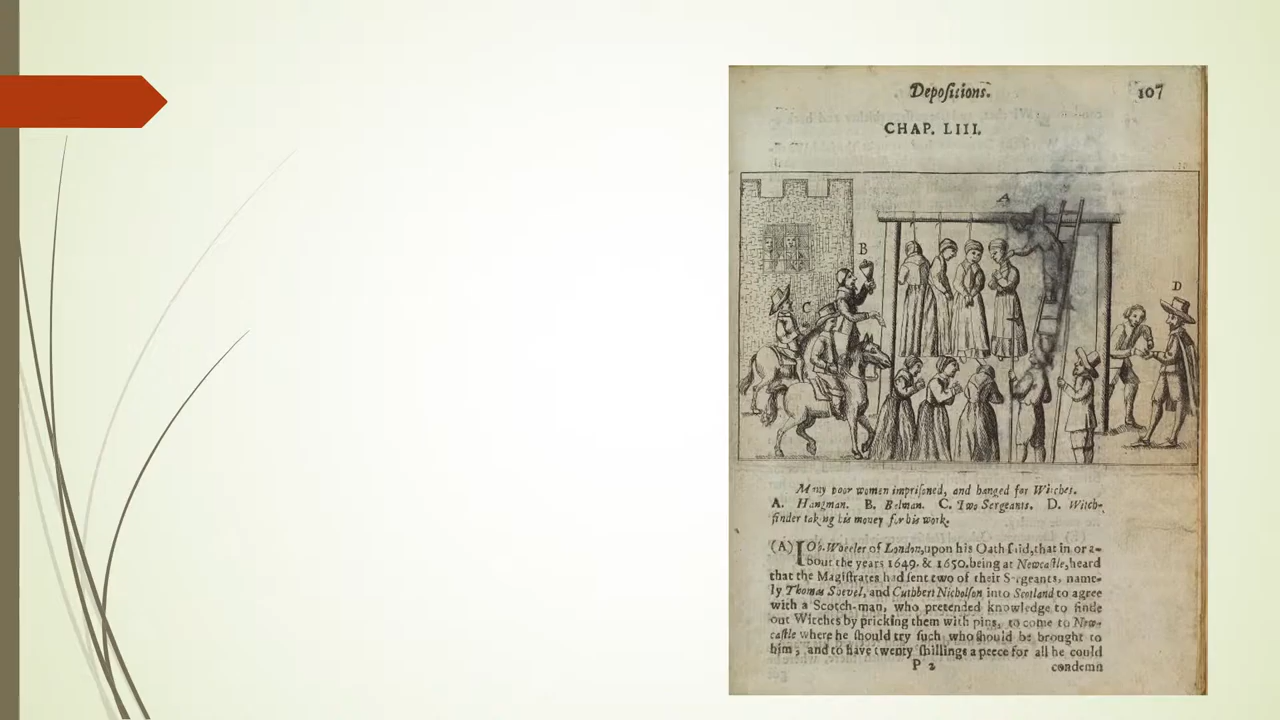 Depoſitions. 107
CHAP. LIII.
A
B
C
D
Many poor women impriſoned, and hanged for Witches.
A. Hangman. B. Belman. C. Two Sergeants. D. Witch-
finder taking his money for his work.
(A) JOh. Wheeler of London, upon his Oath ſaid, that in or a-
bout the years 1649. & 1650. being at Newcaſtle, heard
that the Magiſtrates had ſent two of their Sergeants, name-
ly Thomas Shevel, and Cuthbert Nicholſon into Scotland to agree
with a Scotch-man, who pretended knowledge to finde
out Witches by pricking them with pins, to come to New-
caſtle where he ſhould try ſuch who ſhould be brought to
him, and to have twenty ſhillings a peece for all he could
P 2 condemn